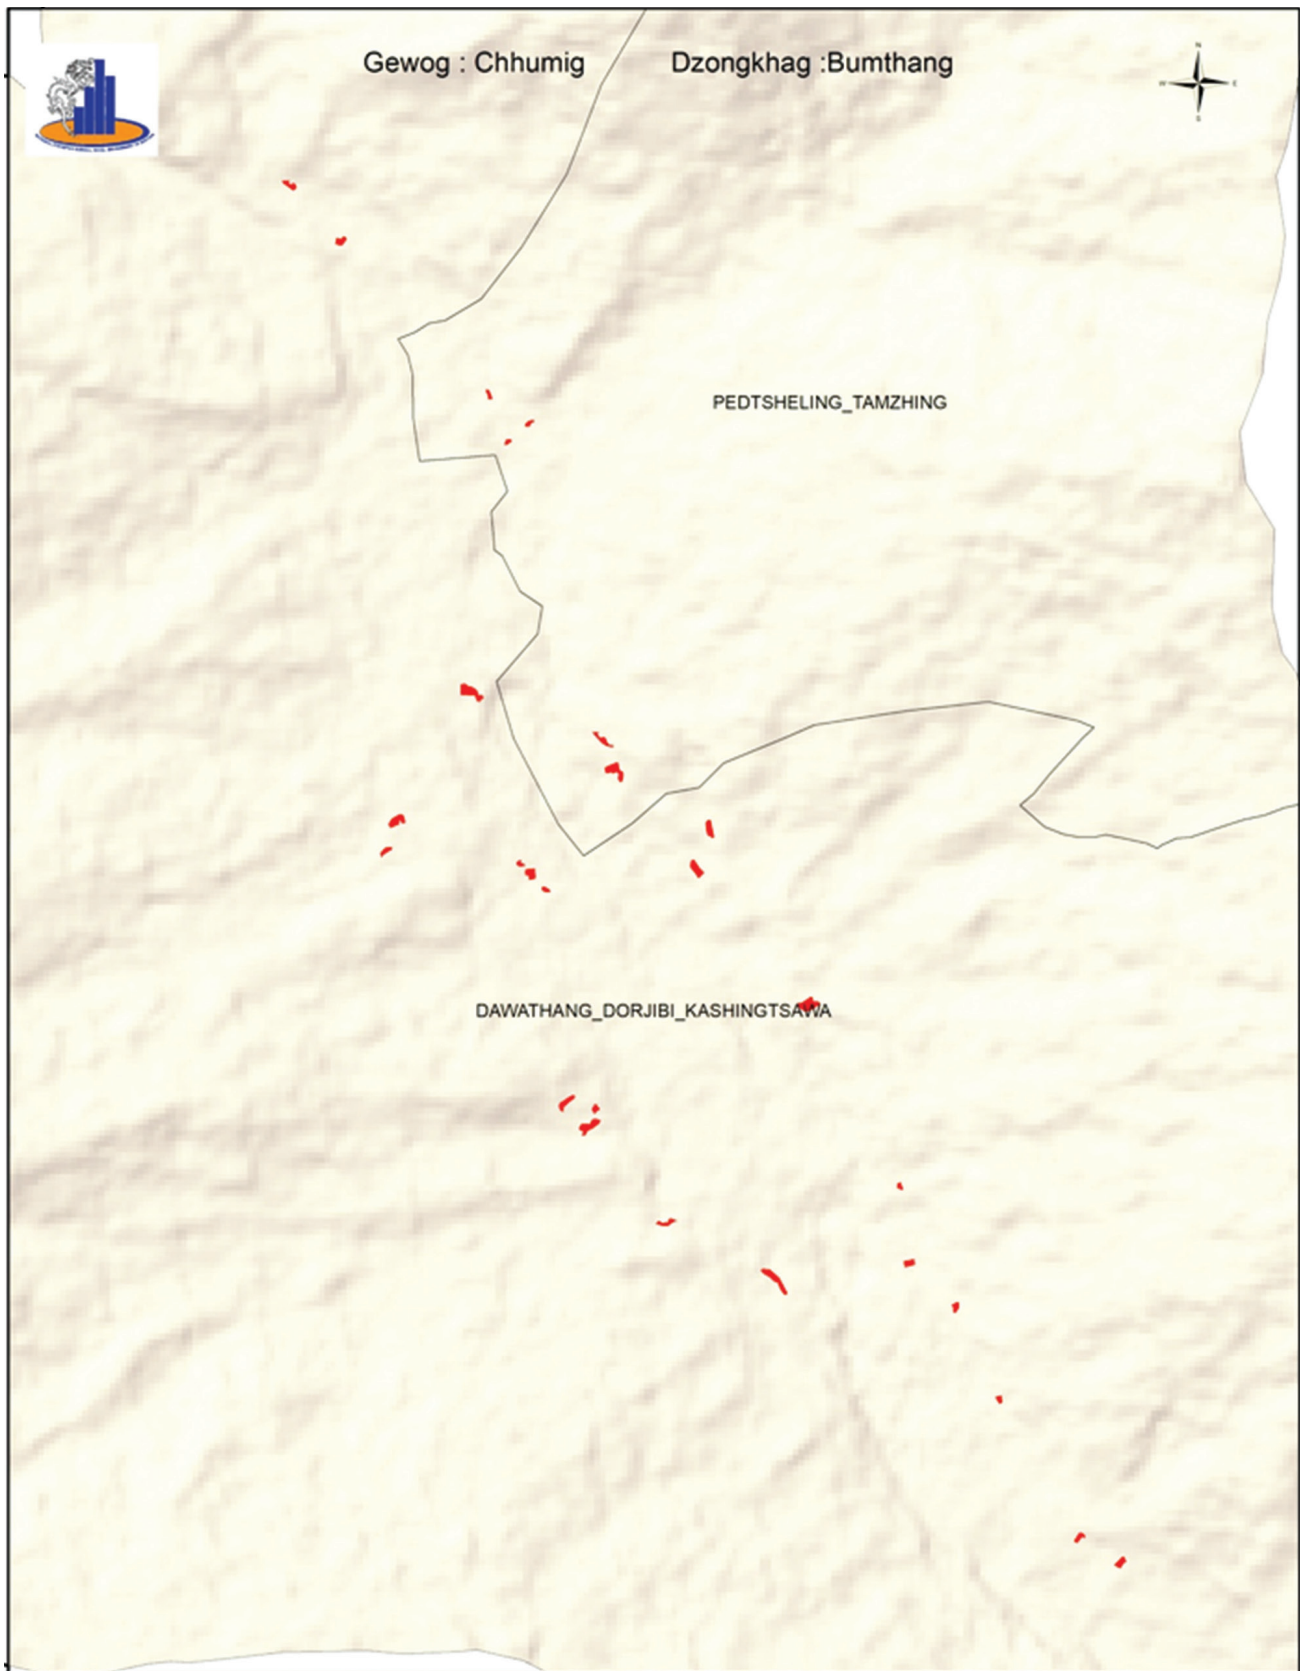 Gewog : Chhumig Dzongkhag :Bumthang
N
W E
S
PEDTSHELING_TAMZHING
DAWATHANG_DORJIBI_KASHINGTSAWA